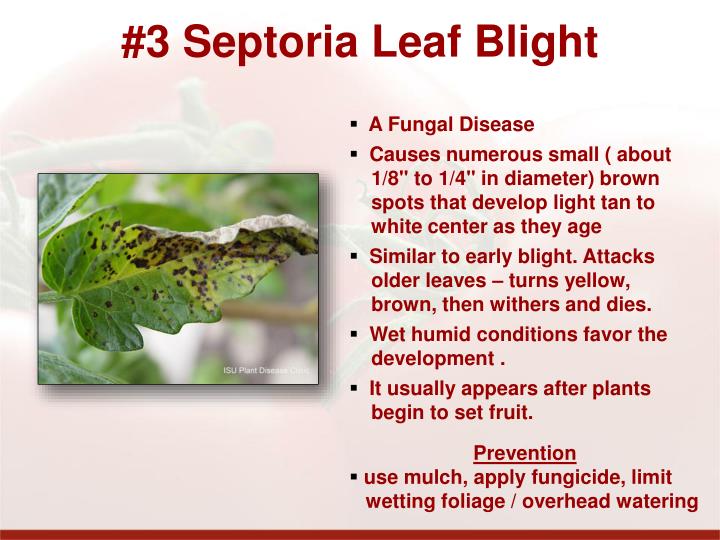 #3 Septoria Leaf Blight
▪ A Fungal Disease
▪ Causes numerous small ( about
1/8" to 1/4" in diameter) brown
spots that develop light tan to
white center as they age
▪ Similar to early blight. Attacks
older leaves – turns yellow,
brown, then withers and dies.
▪ Wet humid conditions favor the
development .
▪ It usually appears after plants
begin to set fruit.
Prevention
▪ use mulch, apply fungicide, limit
wetting foliage / overhead watering
ISU Plant Disease Clinic